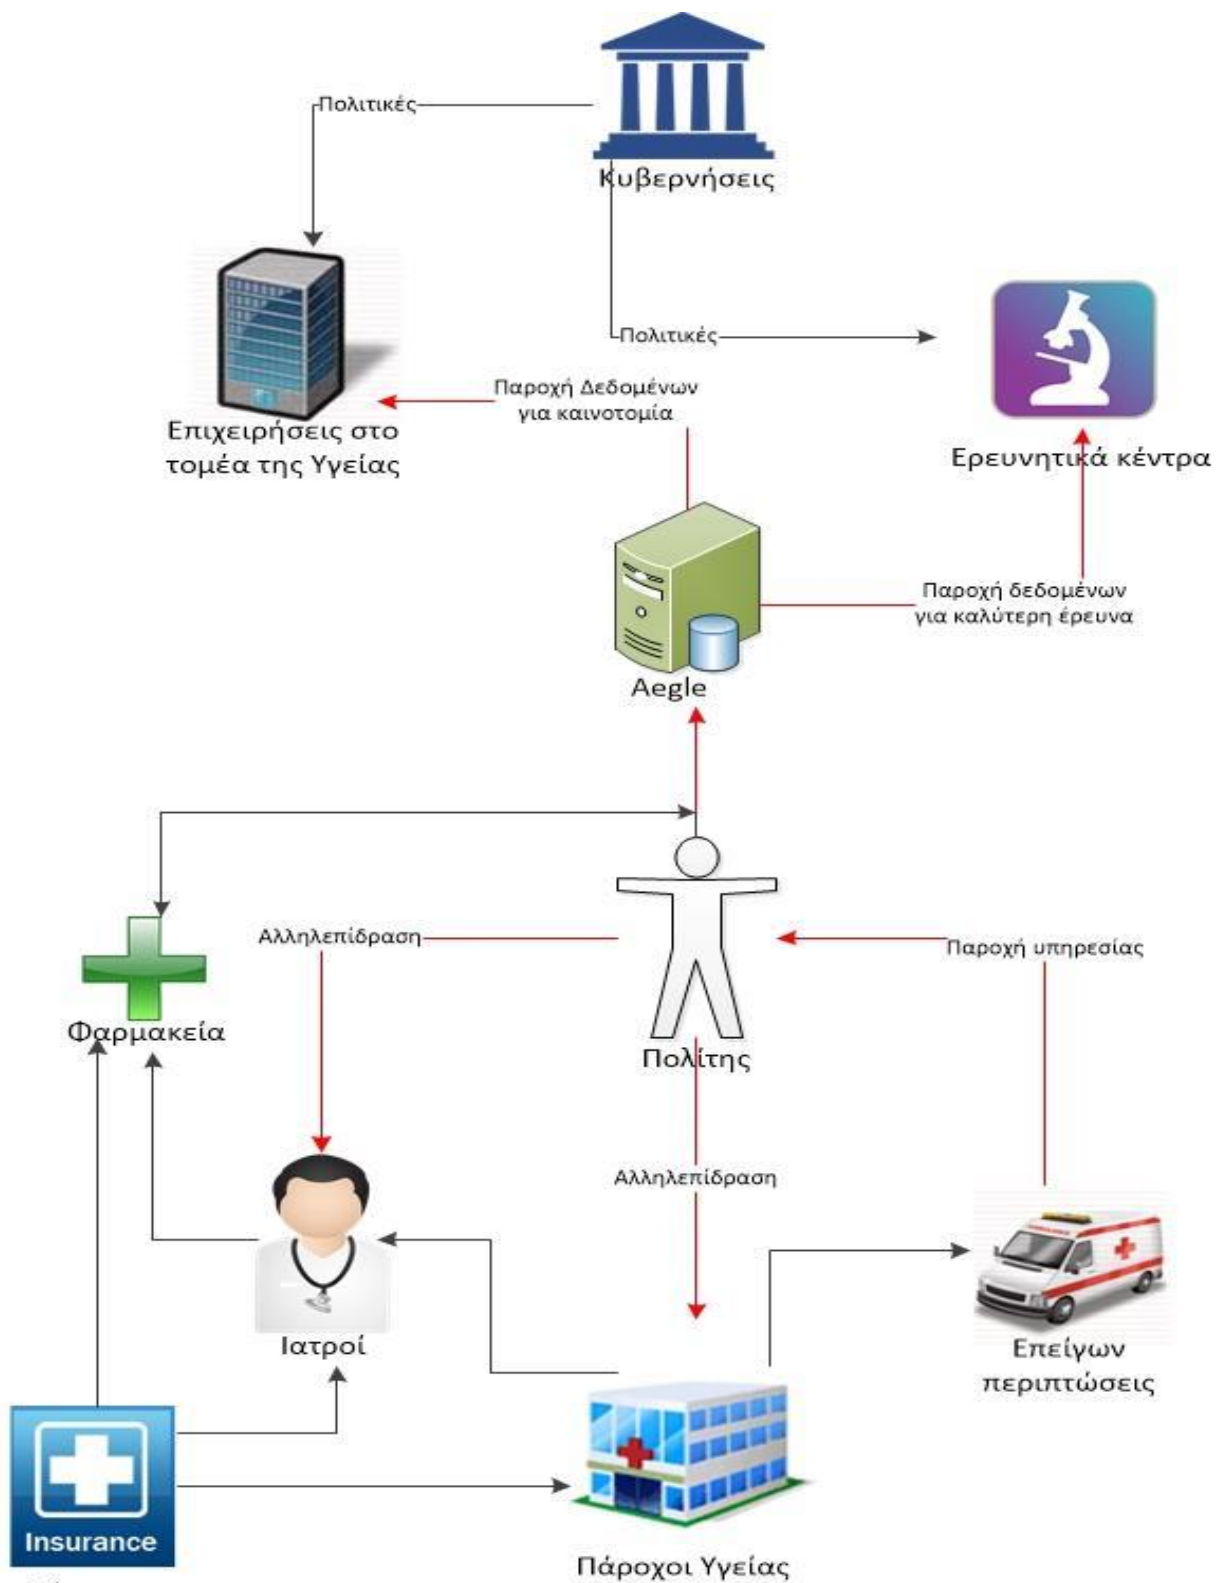 Πολιτικές
Κυβερνήσεις
Πολιτικές
Παροχή Δεδομένων
για καινοτομία
Επιχειρήσεις στο
τομέα της Υγείας
Ερευνητικά κέντρα
Παροχή δεδομένων
για καλύτερη έρευνα
Aegle
Αλληλεπίδραση
Παροχή υπηρεσίας
Φαρμακεία
Πολίτης
Αλληλεπίδραση
Ιατροί
Επείγων
περιπτώσεις
Insurance
Πάροχοι Υγείας